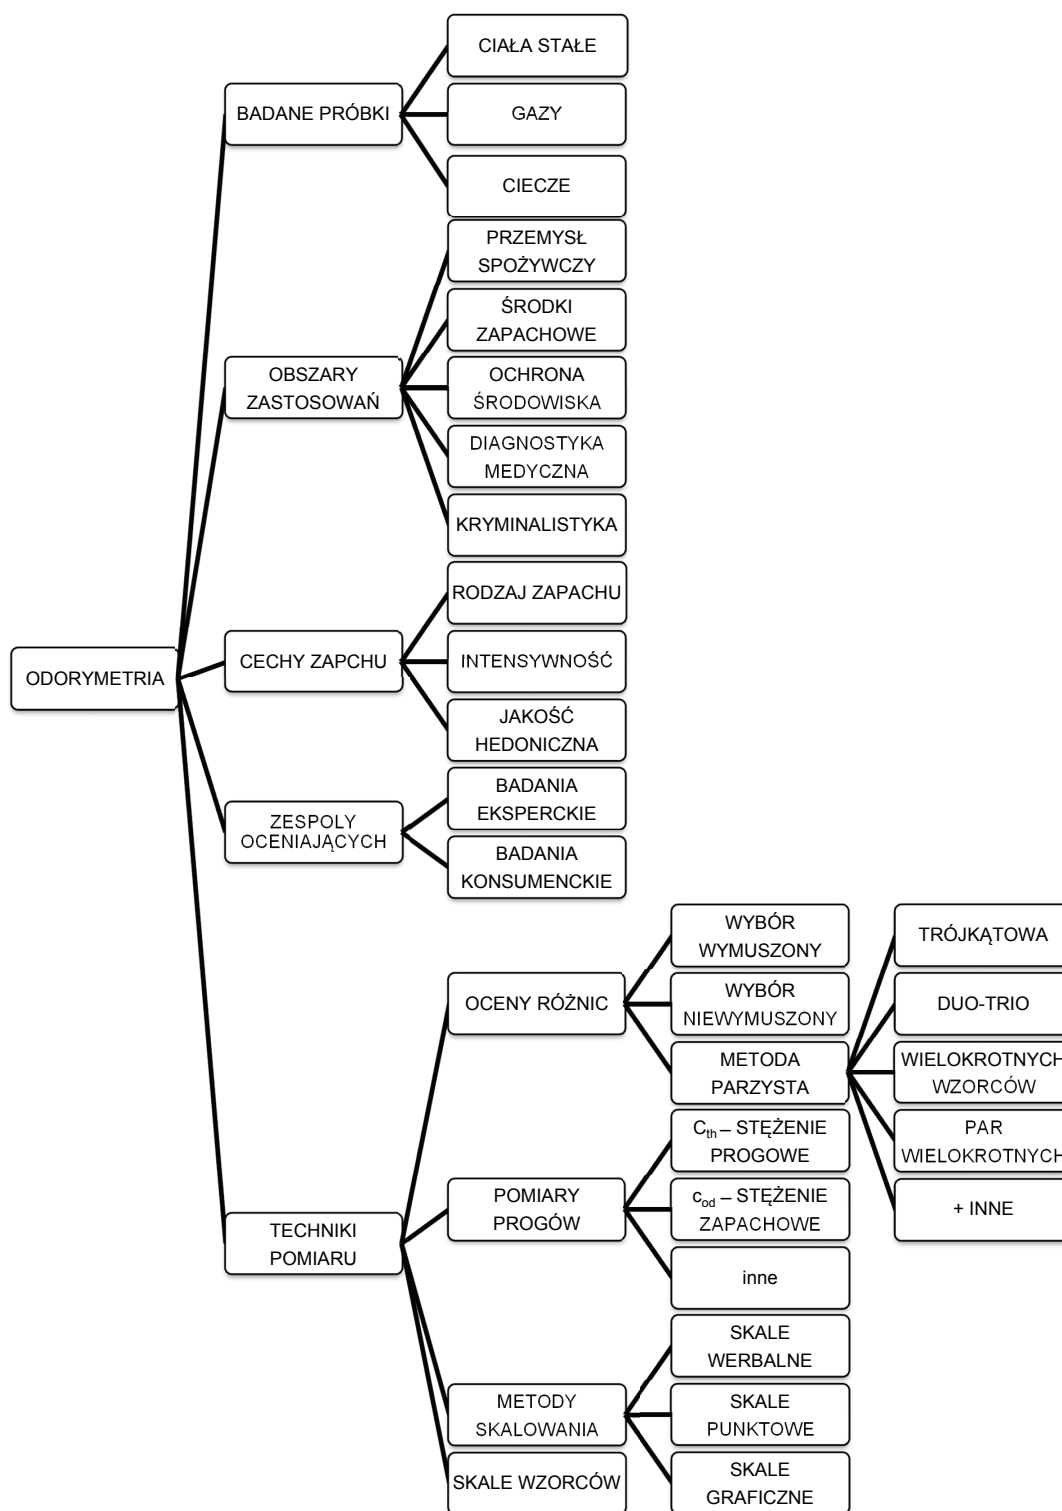 CIAŁA STAŁE
BADANE PRÓBKI
GAZY
CIECZE
PRZEMYSŁ
SPOŻYWCZY
ŚRODKI
ZAPACHOWE
OBSZARY
ZASTOSOWAŃ
OCHRONA
ŚRODOWISKA
DIAGNOSTYKA
MEDYCZNA
KRYMINALISTYKA
RODZAJ ZAPACHU
ODORYMETRIA
CECHY ZAPCHU
INTENSYWNOŚĆ
JAKOŚĆ
HEDONICZNA
ZESPOLY
OCENIAJĄCYCH
BADANIA
EKSPERCKIE
BADANIA
KONSUMENCKIE
TECHNIKI
POMIARU
OCENY RÓŻNIC
WYBÓR
WYMUSZONY
WYBÓR
NIEWYMUSZONY
METODA
PARZYSTA
TRÓJKĄTOWA
DUO-TRIO
WIELOKROTNYCH
WZORCÓW
PAR
WIELOKROTNYCH
+ INNE
POMIARY
PROGÓW
Cth – STĘŻENIE
PROGOWE
cod – STĘŻENIE
ZAPACHOWE
inne
METODY
SKALOWANIA
SKALE
WERBALNE
SKALE
PUNKTOWE
SKALE
GRAFICZNE
SKALE WZORCÓW